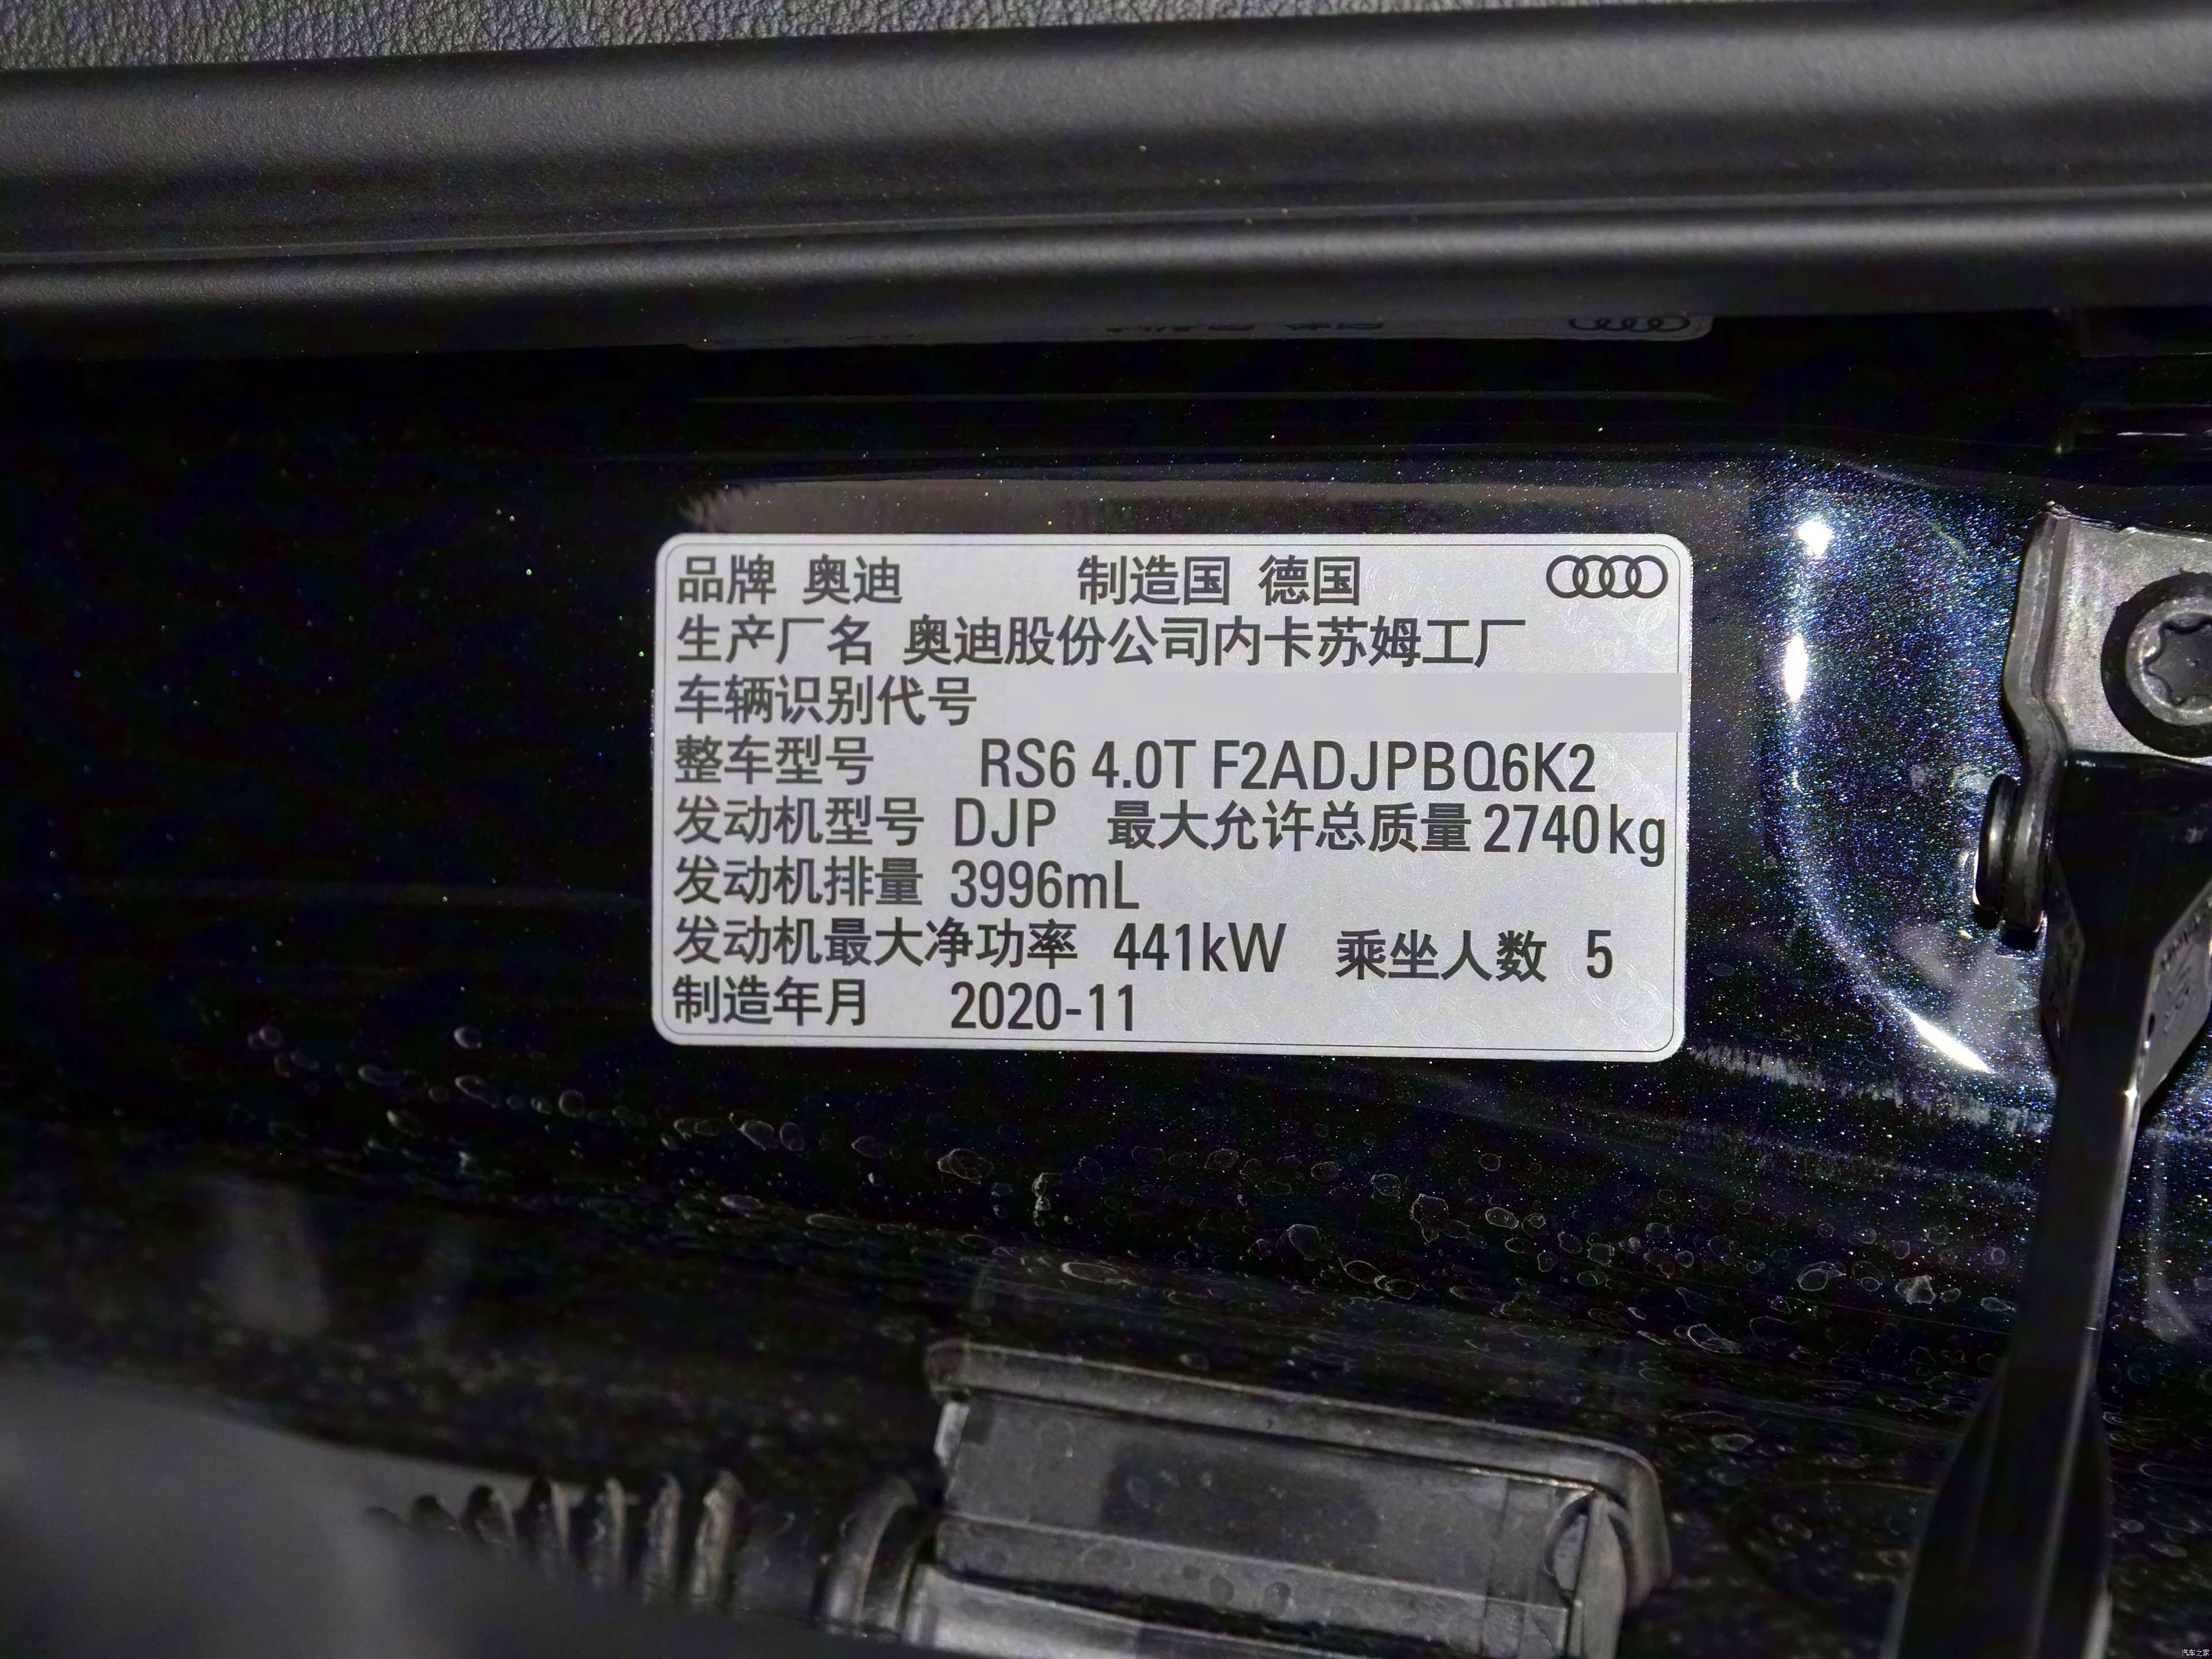 品牌 奥迪 制造国 德国
生产厂名 奥迪股份公司内卡苏姆工厂
车辆识别代号
整车型号 RS6 4.0T F2ADJPBQ6K2
发动机型号 DJP 最大允许总质量 2740kg
发动机排量 3996mL
发动机最大净功率 441kW 乘坐人数 5
制造年月 2020-11
汽车之家